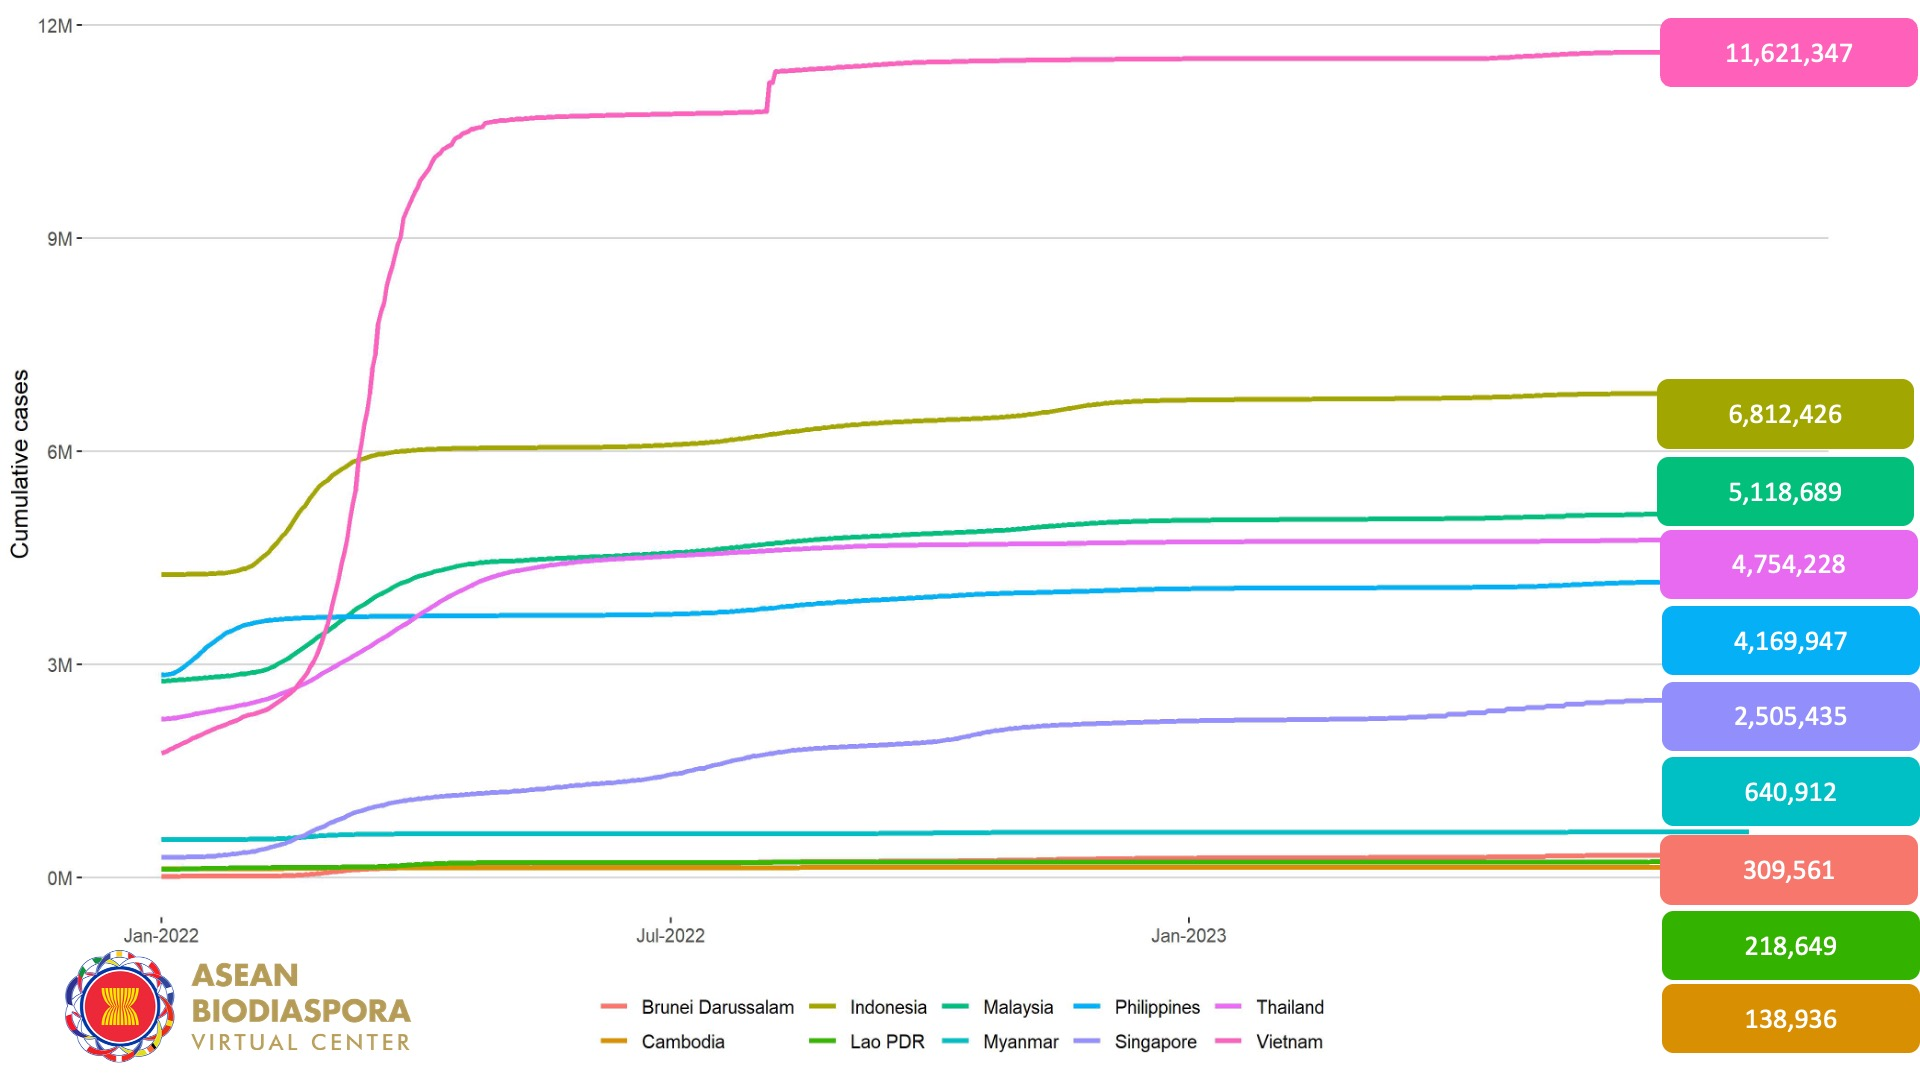 12M
9M
6M
3M
0M
Cumulative cases
Jan-2022
Jul-2022
Jan-2023
11,621,347
6,812,426
5,118,689
4,754,228
4,169,947
2,505,435
640,912
309,561
218,649
138,936
ASEAN
BIODIASPORA
VIRTUAL CENTER
Brunei Darussalam Indonesia Malaysia Philippines Thailand
Cambodia Lao PDR Myanmar Singapore Vietnam